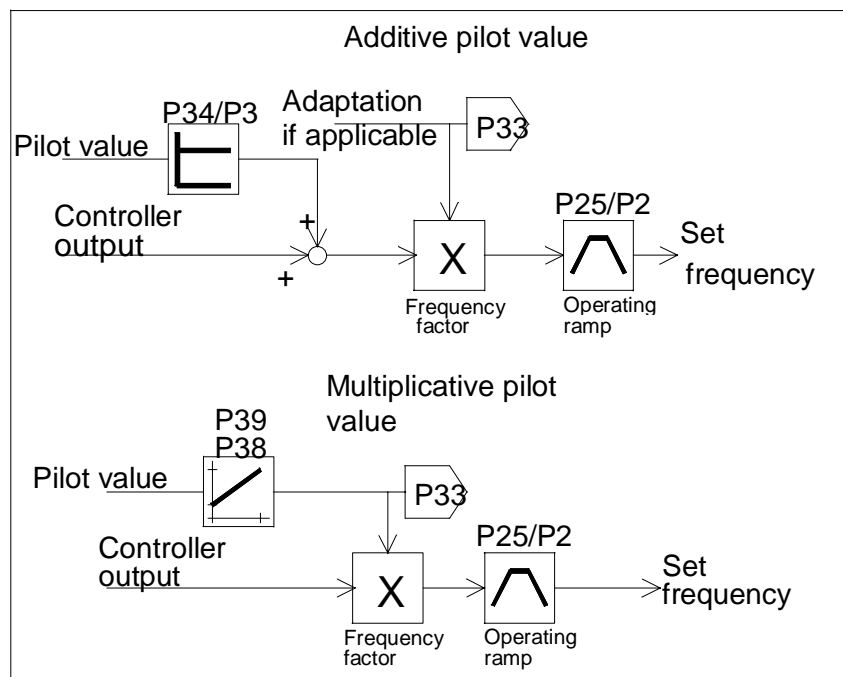 Additive pilot value
P34/P3
Adaptation
if applicable
P33
Pilot value
P25/P2
Controller
output
+
+
X
Set
frequency
Frequency
factor
Operating
ramp
Multiplicative pilot
value
P39
P38
Pilot value
P33
P25/P2
Controller
output
X
Set
frequency
Frequency
factor
Operating
ramp